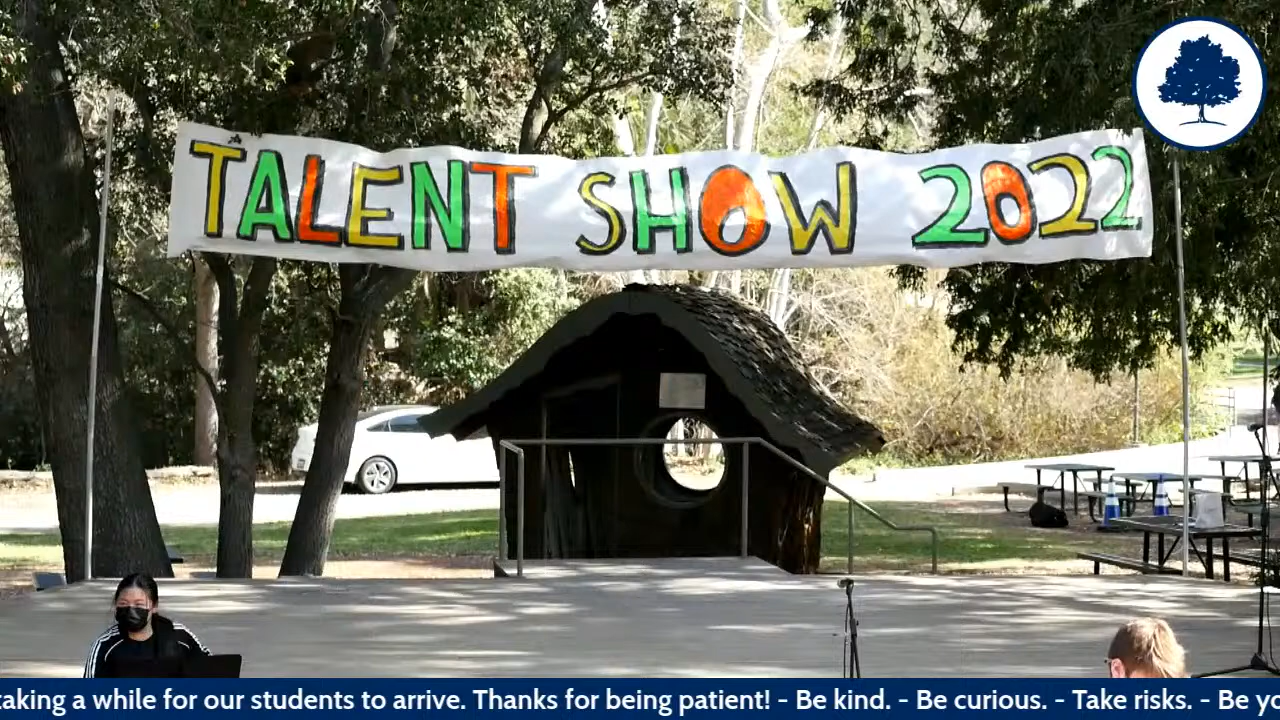 TALENT SHOW 2022
taking a while for our students to arrive. Thanks for being patient! - Be kind. - Be curious. - Take risks. - Be yo